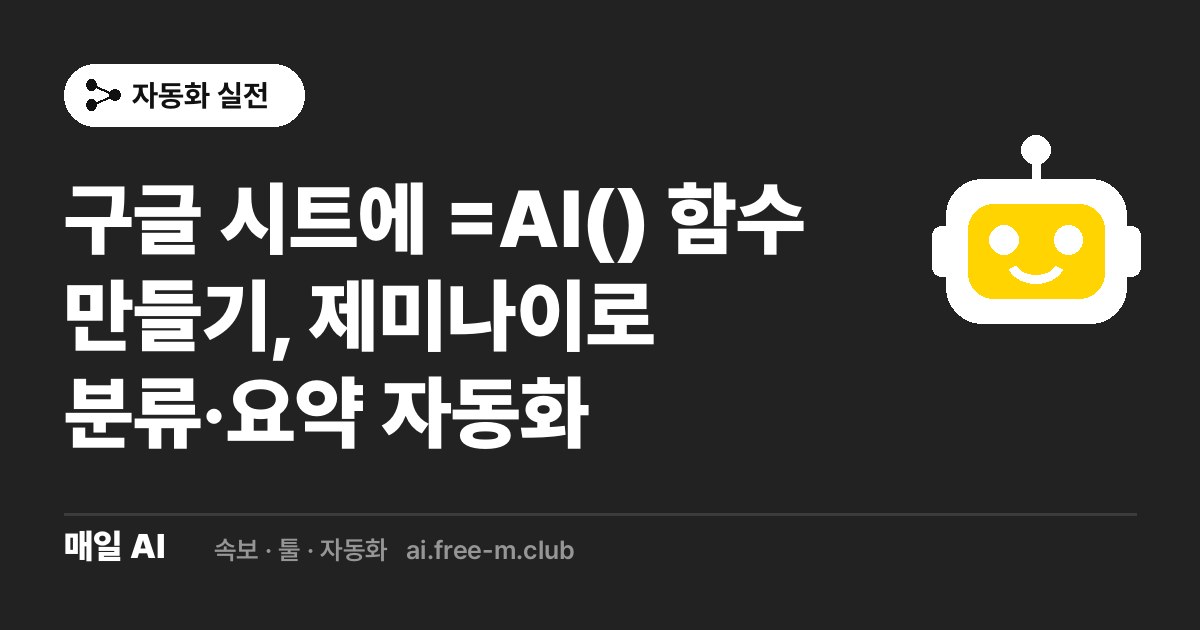 자동화 실전
구글 시트에 =AI() 함수
만들기, 제미나이로
분류·요약 자동화
매일 AI 속보 · 툴 · 자동화 ai.free-m.club